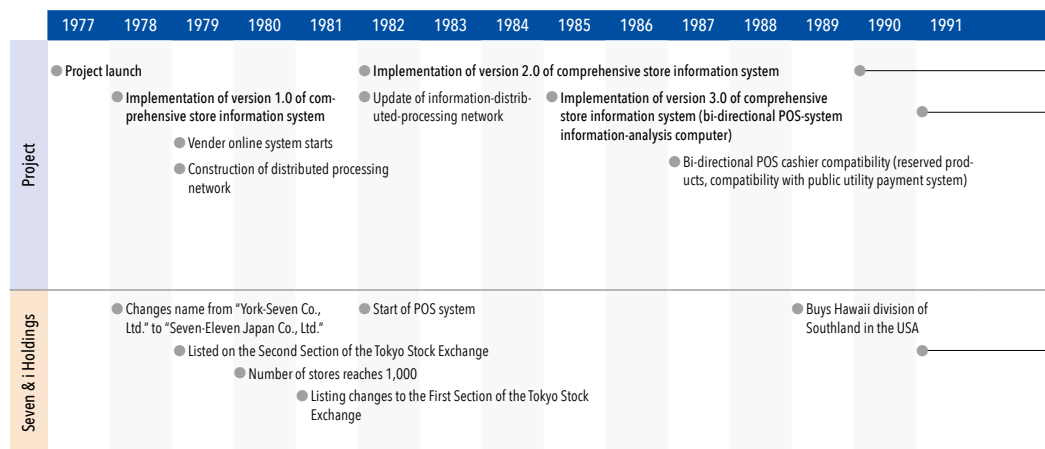 1977 1978 1979 1980 1981 1982 1983 1984 1985 1986 1987 1988 1989 1990 1991
Project
Project launch
Implementation of version 1.0 of com-
prehensive store information system
Vender online system starts
Construction of distributed processing
network
Implementation of version 2.0 of comprehensive store information system
Update of information-distrib-
uted-processing network
Implementation of version 3.0 of comprehensive
store information system (bi-directional POS-system
information-analysis computer)
Bi-directional POS cashier compatibility (reserved prod-
ucts, compatibility with public utility payment system)
Seven & i Holdings
Changes name from “York-Seven Co.,
Ltd.” to “Seven-Eleven Japan Co., Ltd.”
Listed on the Second Section of the Tokyo Stock Exchange
Number of stores reaches 1,000
Listing changes to the First Section of the Tokyo Stock
Exchange
Start of POS system
Buys Hawaii division of
Southland in the USA